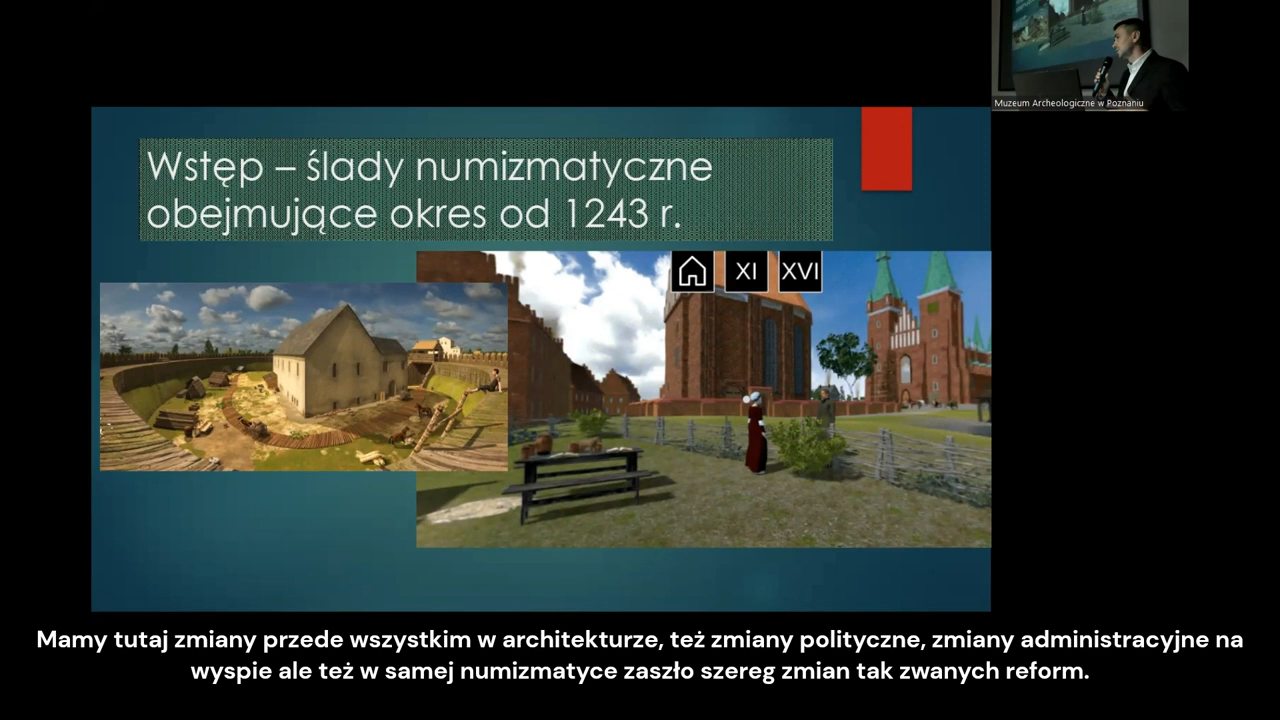 Muzeum Archeologiczne w Poznaniu
Wstęp – ślady numizmatyczne
obejmujące okres od 1243 r.
XI
XVI
Mamy tutaj zmiany przede wszystkim w architekturze, też zmiany polityczne, zmiany administracyjne na
wyspie ale też w samej numizmatyce zaszło szereg zmian tak zwanych reform.